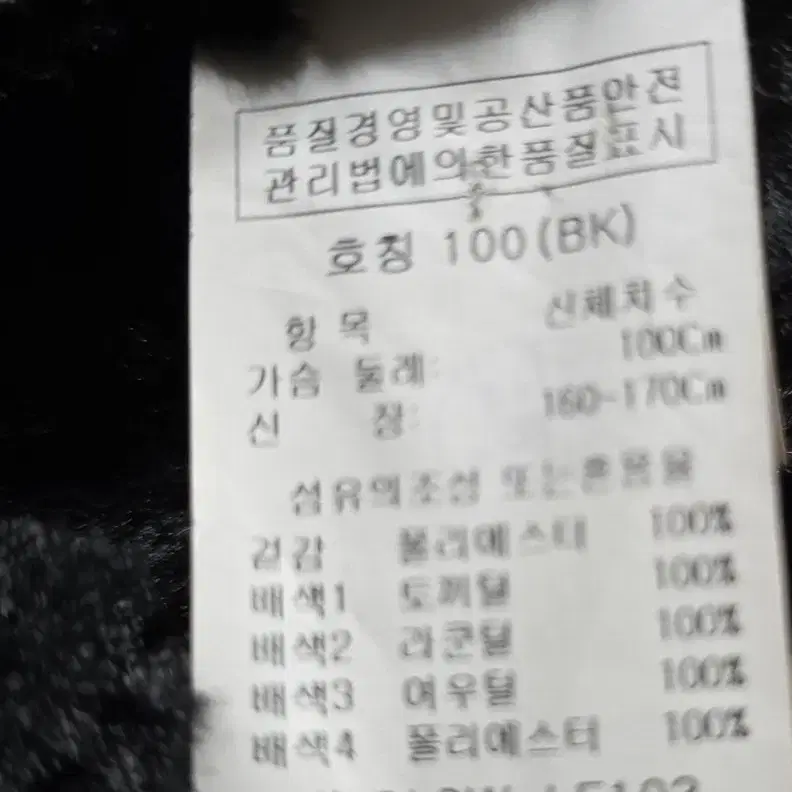 품질경영및공산품안전
관리법에의한품질표시
호칭 100(BK)
항 목 신체치수
가슴 둘레: 100Cm
신 장: 160-170Cm
섬유의조성 또는혼용율
겉감 폴리에스터 100%
배색1 토끼털 100%
배색2 라쿤털 100%
배색3 여우털 100%
배색4 폴리에스터 100%